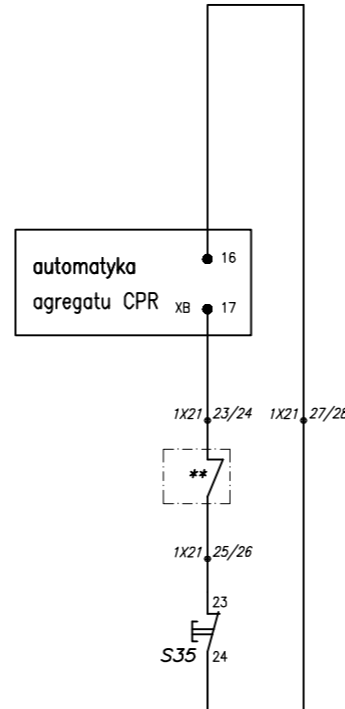 automatyka
16
agregatu CPR XB 17
1X21 23/24 1X21 27/28
**
1X21 25/26
23
S35 24